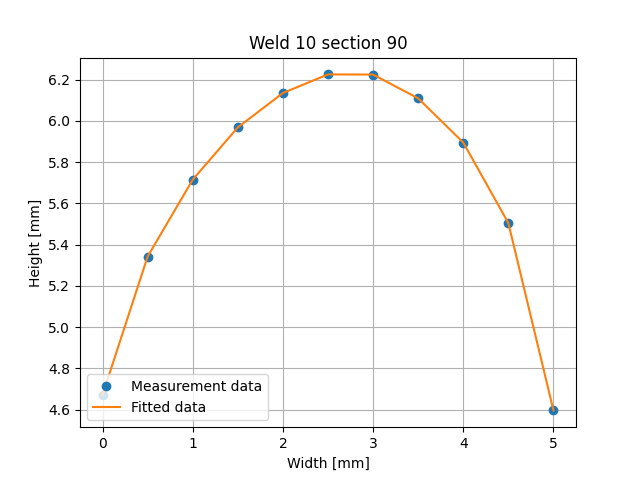 Weld 10 section 90
6.2
6.0
5.8
5.6
5.4
5.2
5.0
4.8
4.6
Height [mm]
Measurement data
Fitted data
0 1 2 3 4 5
Width [mm]